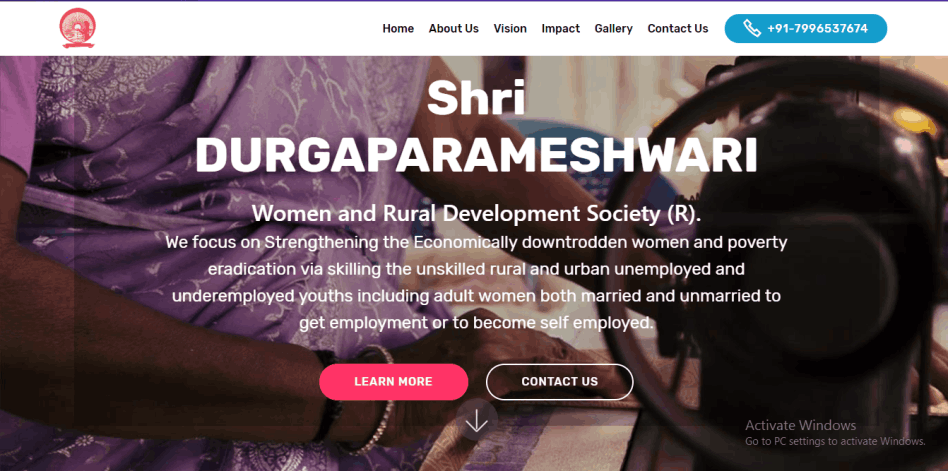 Home About Us Vision Impact Gallery Contact Us +91-7996537674
Shri
DURGAPARAMESHWARI
Women and Rural Development Society (R).
We focus on Strengthening the Economically downtrodden women and poverty
eradication via skilling the unskilled rural and urban unemployed and
underemployed youths including adult women both married and unmarried to
get employment or to become self employed.
LEARN MORE CONTACT US
Activate Windows
Go to PC settings to activate Windows.